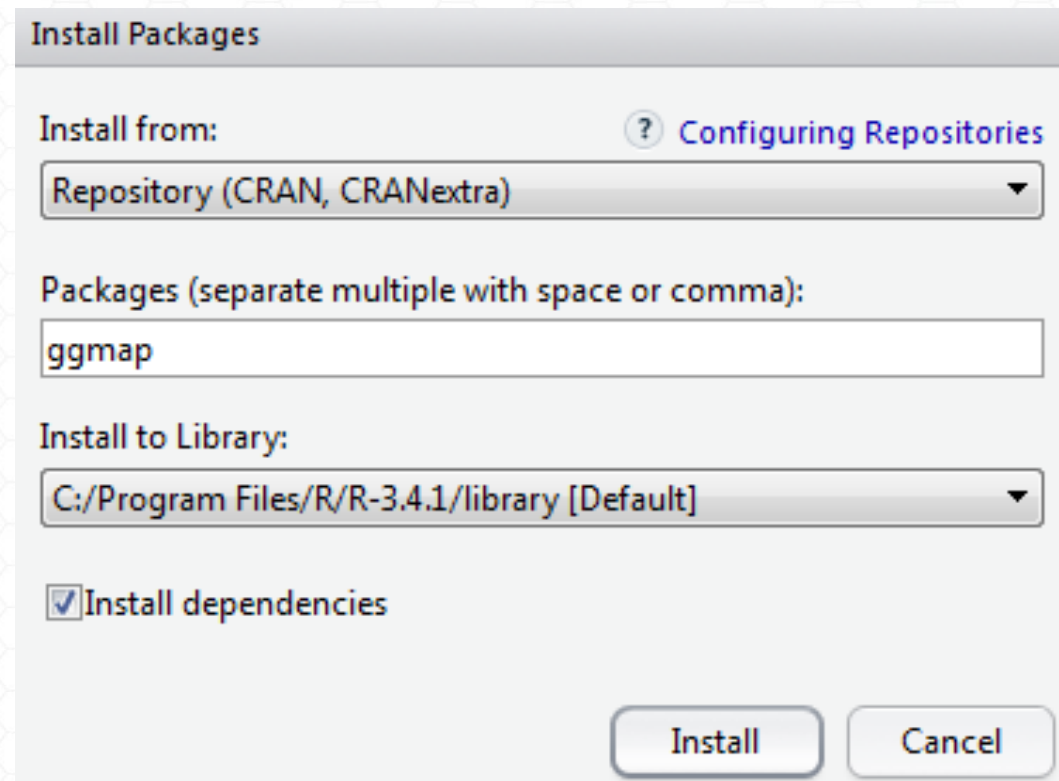 Install Packages
Install from:
? Configuring Repositories
Repository (CRAN, CRANextra)
Packages (separate multiple with space or comma):
ggmap
Install to Library:
C:/Program Files/R/R-3.4.1/library [Default]
Install dependencies
Install
Cancel